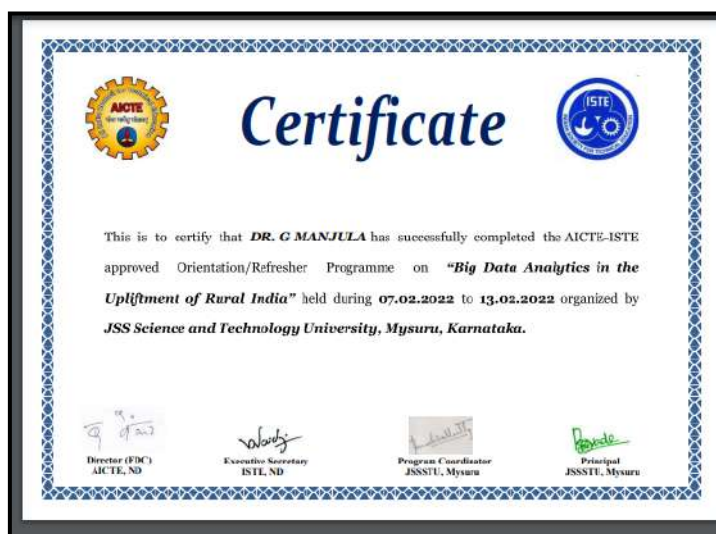 AICTE
ISTE
Certificate
This is to certify that DR. G MANJULA has successfully completed the AICTE-ISTE
approved Orientation/Refresher Programme on “Big Data Analytics in the
Upliftment of Rural India” held during 07.02.2022 to 13.02.2022 organized by
JSS Science and Technology University, Mysuru, Karnataka.
Director (FDC)
AICTE, ND
Executive Secretary
ISTE, ND
Program Coordinator
JSSSTU, Mysuru
Principal
JSSSTU, Mysuru